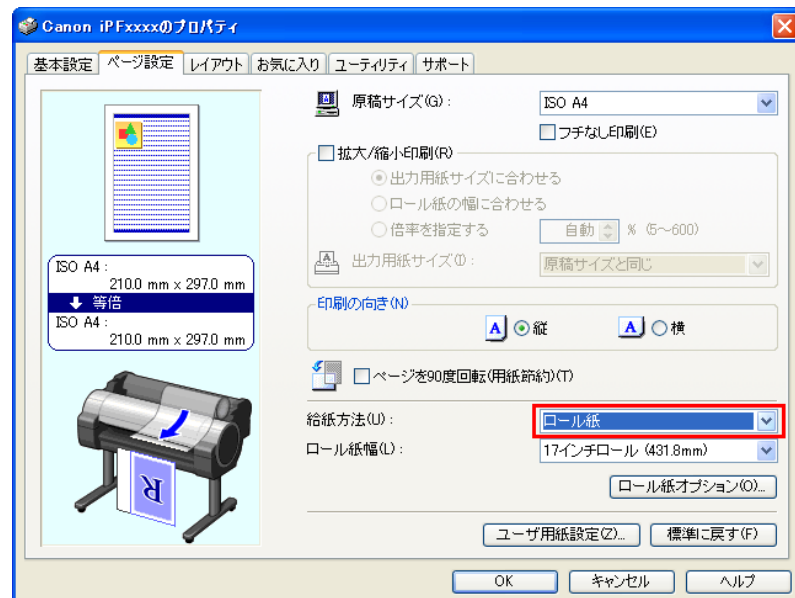 Canon iPFxxxxのプロパティ
基本設定 ページ設定 レイアウト お気に入り ユーティリティ サポート
原稿サイズ(G): ISO A4
フチなし印刷(E)
拡大/縮小印刷(R)
出力用紙サイズに合わせる
ロール紙の幅に合わせる
倍率を指定する 自動 % (5～600)
出力用紙サイズ(I): 原稿サイズと同じ
ISO A4 :
210.0 mm x 297.0 mm
等倍
ISO A4 :
210.0 mm x 297.0 mm
印刷の向き(N)
A 縦 A 横
ページを90度回転(用紙節約)(T)
給紙方法(U): ロール紙
ロール紙幅(L): 17インチロール (431.8mm)
R
ロール紙オプション(O)...
ユーザ用紙設定(Z)... 標準に戻す(F)
OK キャンセル ヘルプ